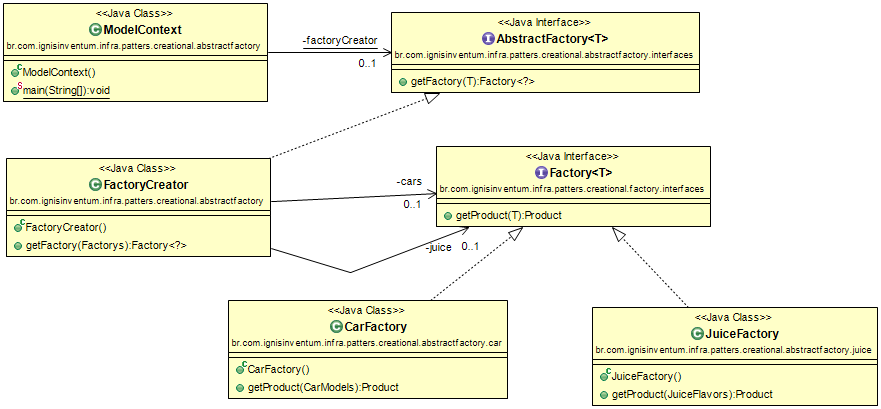 <<Java Class>>
ModelContext
br.com.ignisinventum.infra.patters.creational.abstractfactory
ModelContext()
main(String[]):void
-factoryCreator
0..1
<<Java Interface>>
AbstractFactory<T>
br.com.ignisinventum.infra.patters.creational.abstractfactory.interfaces
getFactory(T):Factory<?>
<<Java Class>>
FactoryCreator
br.com.ignisinventum.infra.patters.creational.abstractfactory
FactoryCreator()
getFactory(Factorys):Factory<?>
-cars
0..1
-juice
0..1
<<Java Interface>>
Factory<T>
br.com.ignisinventum.infra.patters.creational.factory.interfaces
getProduct(T):Product
<<Java Class>>
CarFactory
br.com.ignisinventum.infra.patters.creational.abstractfactory.car
CarFactory()
getProduct(CarModels):Product
<<Java Class>>
JuiceFactory
br.com.ignisinventum.infra.patters.creational.abstractfactory.juice
JuiceFactory()
getProduct(JuiceFlavors):Product